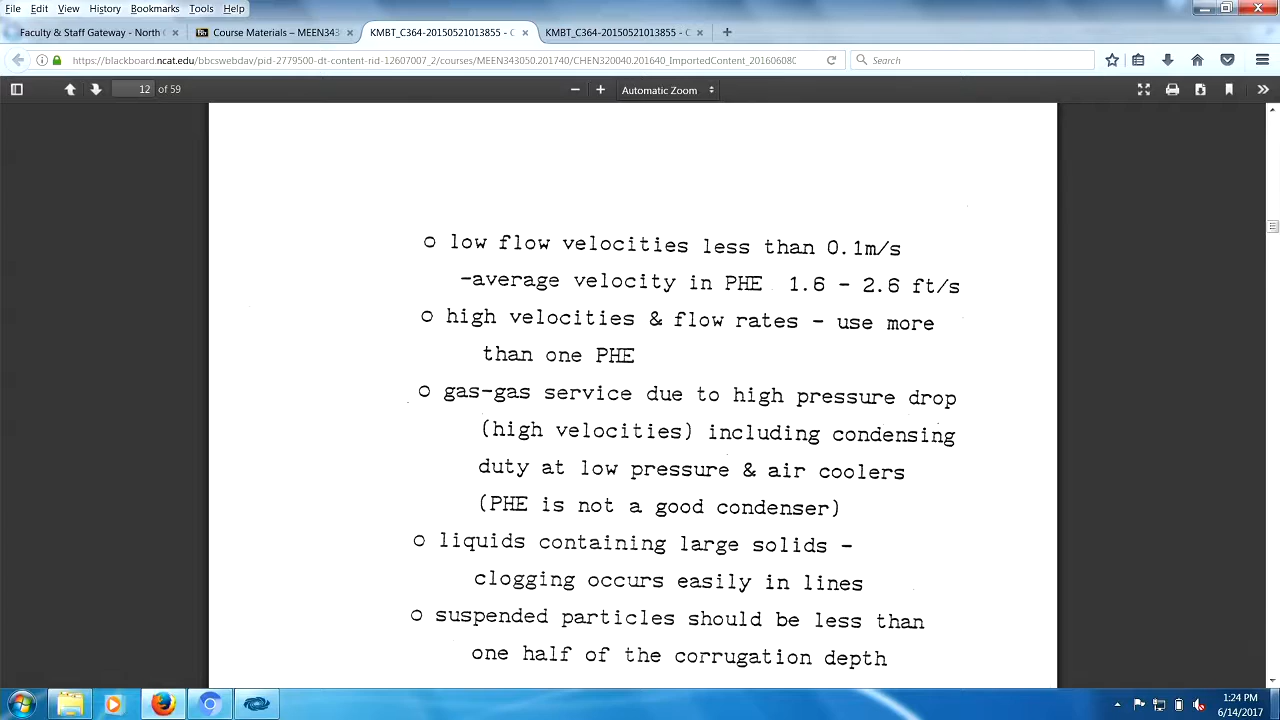 File Edit View History Bookmarks Tools Help
Faculty & Staff Gateway - North C
Course Materials – MEEN343
KMBT_C364-20150521013855 - C
KMBT_C364-20150521013855 - C
https://blackboard.ncat.edu/bbcswebdav/pid-2779500-dt-content-rid-12607007_2/courses/MEEN343050.201740/CHEN320040.201640_ImportedContent_201606080
Search
12 of 59
Automatic Zoom
o low flow velocities less than 0.1m/s
-average velocity in PHE 1.6 - 2.6 ft/s
o high velocities & flow rates - use more
than one PHE
o gas-gas service due to high pressure drop
(high velocities) including condensing
duty at low pressure & air coolers
(PHE is not a good condenser)
o liquids containing large solids -
clogging occurs easily in lines
o suspended particles should be less than
one half of the corrugation depth
1:24 PM
6/14/2017